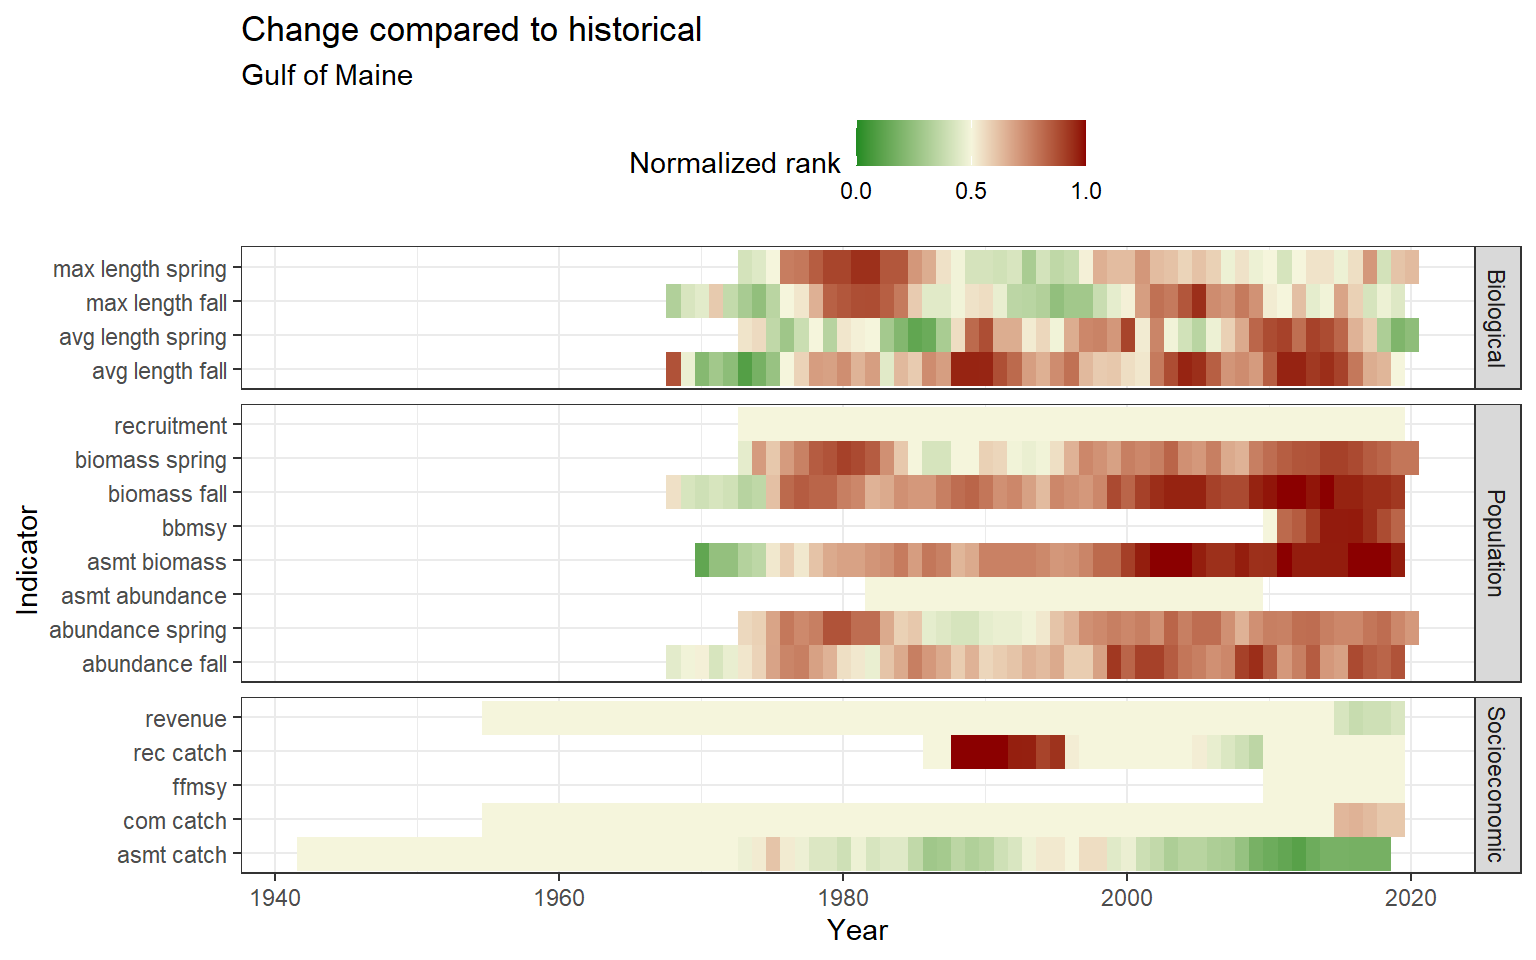 Change compared to historical
Gulf of Maine
Normalized rank
0.0 0.5 1.0
max length spring
max length fall
avg length spring
avg length fall
Biological
recruitment
biomass spring
biomass fall
bbmsy
asmt biomass
asmt abundance
abundance spring
abundance fall
Population
revenue
rec catch
ffmsy
com catch
asmt catch
Socioeconomic
Indicator
1940 1960 1980 2000 2020
Year